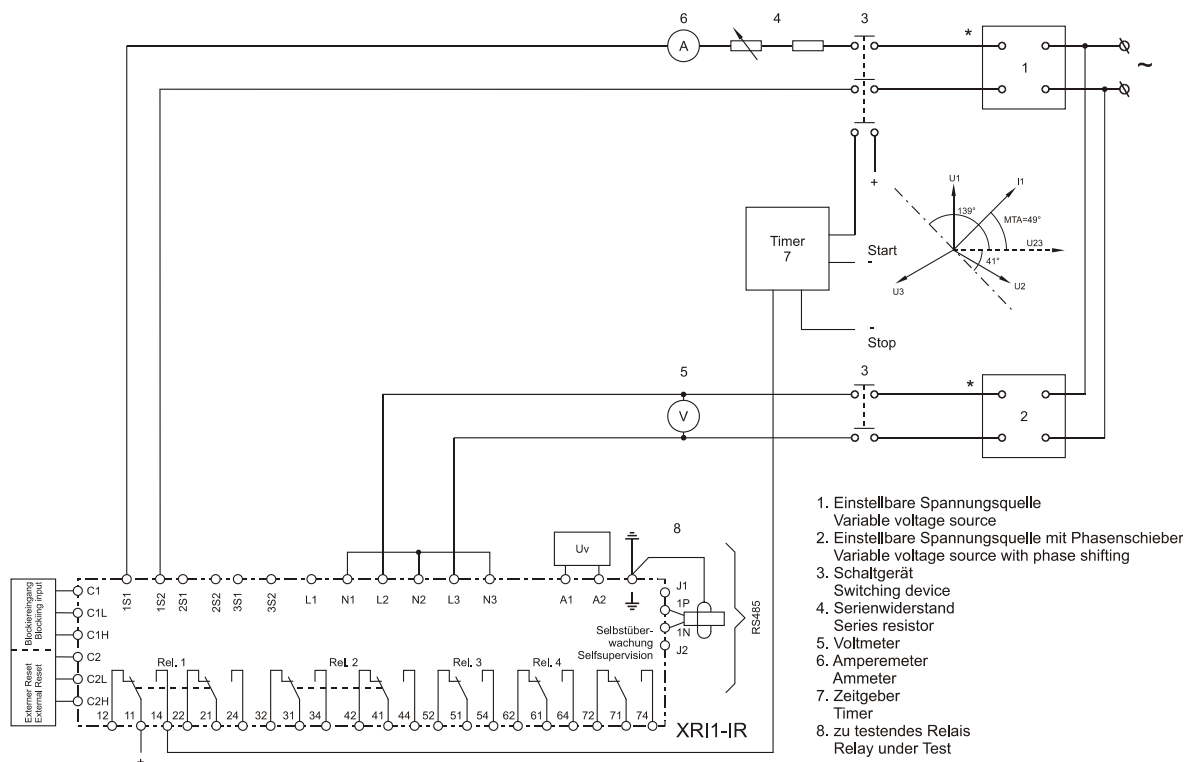 6
4
3
A
*
1
~
+
U1
I1
139°
MTA=49°
U23
41°
U2
U3
Timer
7
Start
-
Stop
-
5
3
V
*
2
1. Einstellbare Spannungsquelle
Variable voltage source
2. Einstellbare Spannungsquelle mit Phasenschieber
Variable voltage source with phase shifting
3. Schaltgerät
Switching device
4. Serienwiderstand
Series resistor
5. Voltmeter
6. Amperemeter
Ammeter
7. Zeitgeber
Timer
8. zu testendes Relais
Relay under Test
Uv
8
RS485
Blockiereingang
Blocking input
Externer Reset
External Reset
C1
C1L
C1H
C2
C2L
C2H
1S1
1S2
2S1
2S2
3S1
3S2
L1
N1
L2
N2
L3
N3
A1
A2
J1
1P
1N
J2
Selbstüber-
wachung
Selfsupervision
Rel. 1
Rel. 2
Rel. 3
Rel. 4
12
11
14
22
21
24
32
31
34
42
41
44
52
51
54
62
61
64
72
71
74
XRI1-IR
+